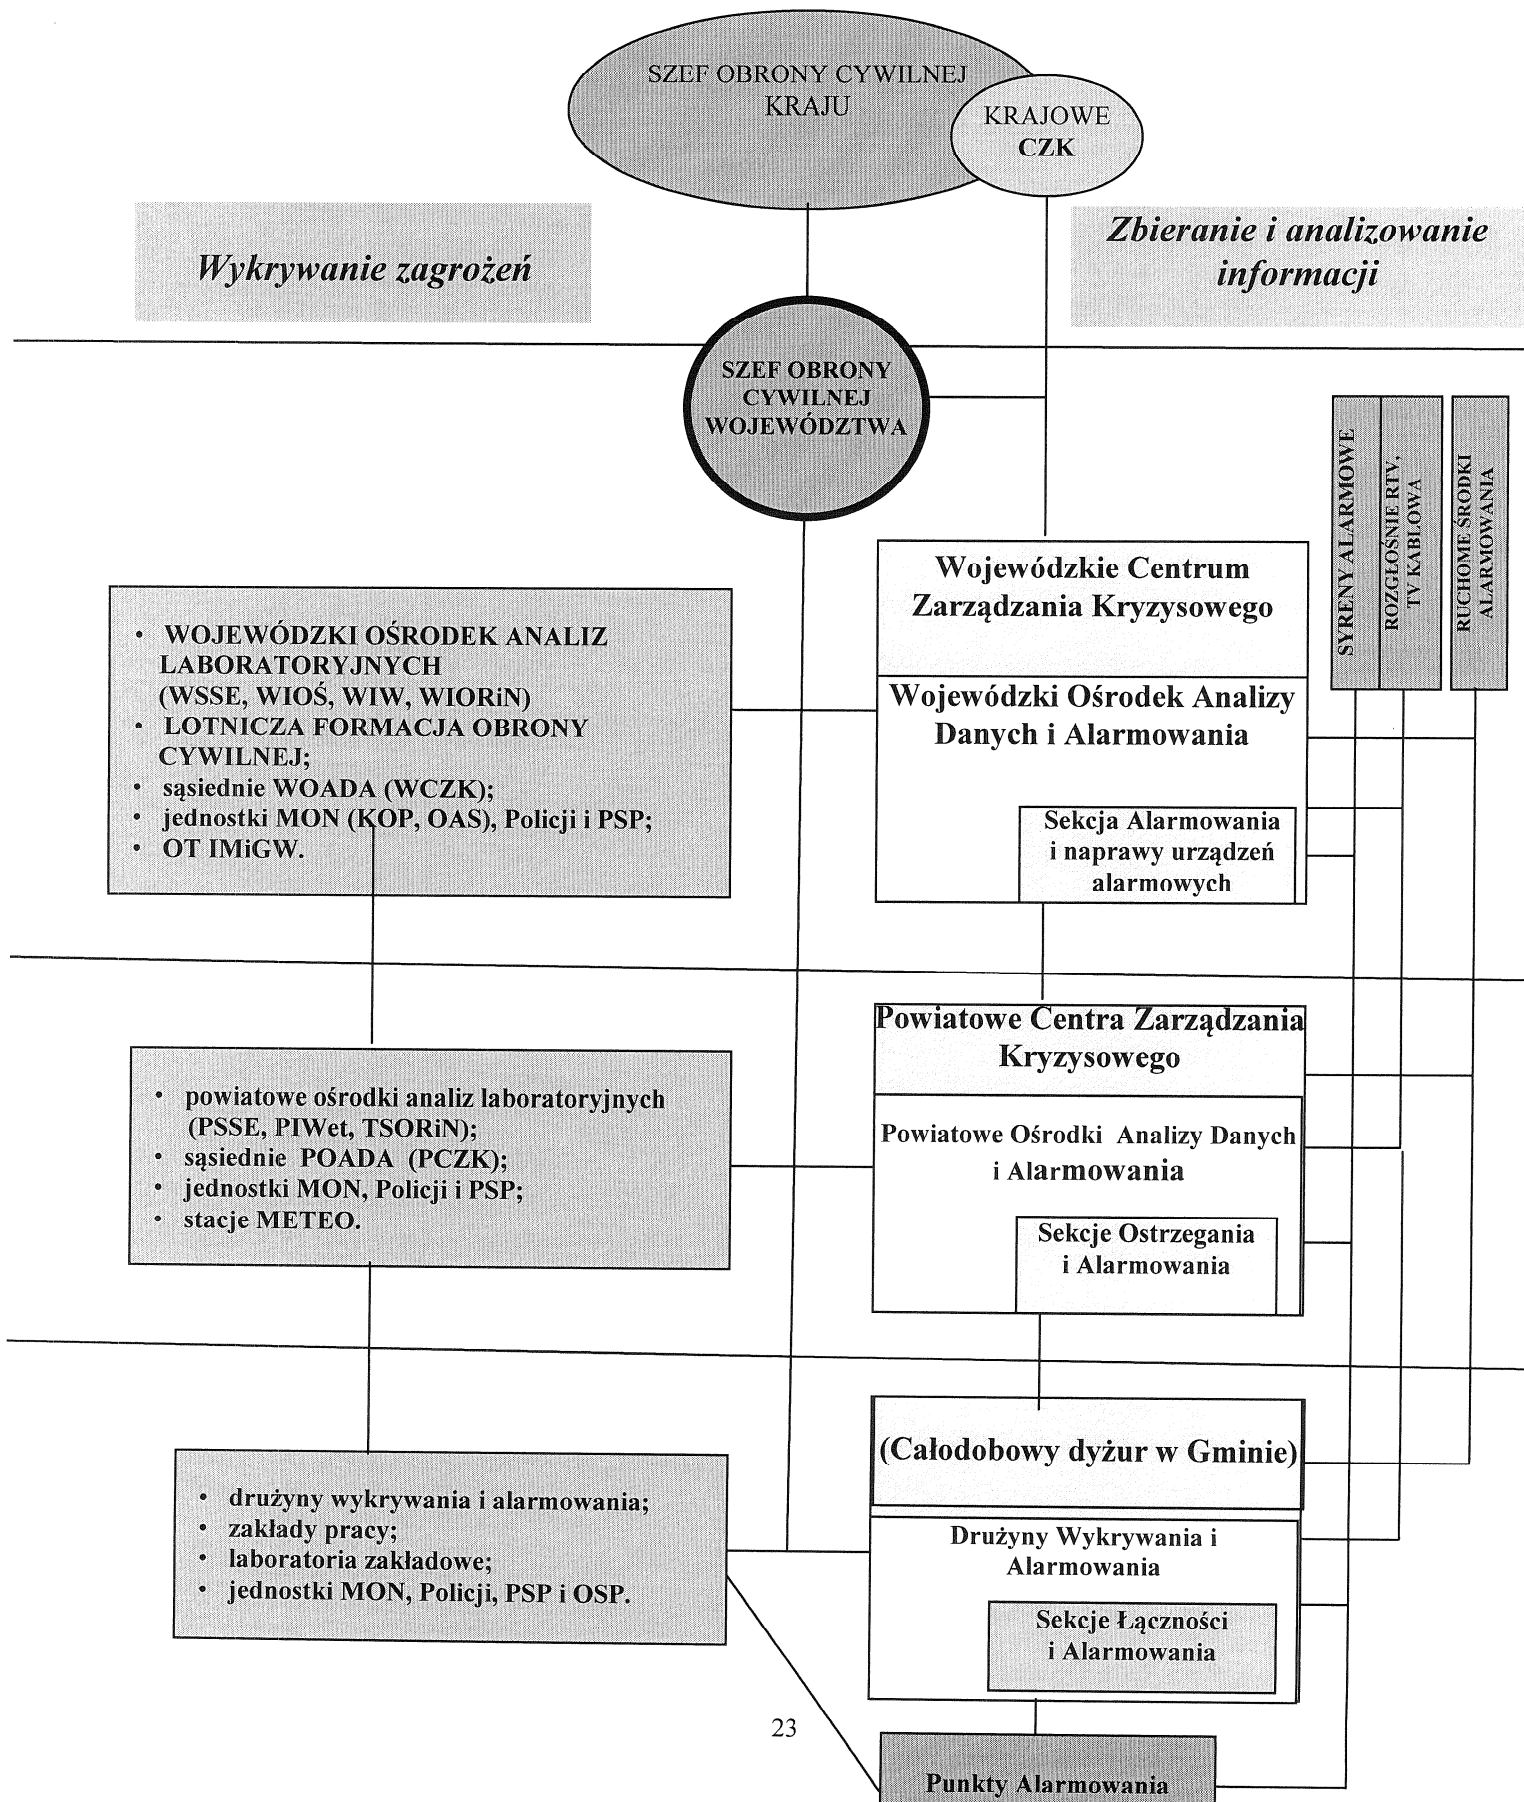 SZEF OBRONY CYWILNEJ
KRAJU
KRAJOWE
CZK
Wykrywanie zagrożeń
Zbieranie i analizowanie
informacji
SZEF OBRONY
CYWILNEJ
WOJEWÓDZTWA
SYRENY ALARMOWE
ROZGŁOŚNIE RTV,
TV KABLOWA
RUCHOME ŚRODKI
ALARMOWANIA
Wojewódzkie Centrum
Zarządzania Kryzysowego
• WOJEWÓDZKI OŚRODEK ANALIZ
LABORATORYJNYCH
(WSSE, WIOŚ, WIW, WIORiN)
• LOTNICZA FORMACJA OBRONY
CYWILNEJ;
• sąsiednie WOADA (WCZK);
• jednostki MON (KOP, OAS), Policji i PSP;
• OT IMiGW.
Wojewódzki Ośrodek Analizy
Danych i Alarmowania
Sekcja Alarmowania
i naprawy urządzeń
alarmowych
Powiatowe Centra Zarządzania
Kryzysowego
• powiatowe ośrodki analiz laboratoryjnych
(PSSE, PIWet, TSORiN);
• sąsiednie POADA (PCZK);
• jednostki MON, Policji i PSP;
• stacje METEO.
Powiatowe Ośrodki Analizy Danych
i Alarmowania
Sekcje Ostrzegania
i Alarmowania
(Całodobowy dyżur w Gminie)
• drużyny wykrywania i alarmowania;
• zakłady pracy;
• laboratoria zakładowe;
• jednostki MON, Policji, PSP i OSP.
Drużyny Wykrywania i
Alarmowania
Sekcje Łączności
i Alarmowania
23
Punkty Alarmowania